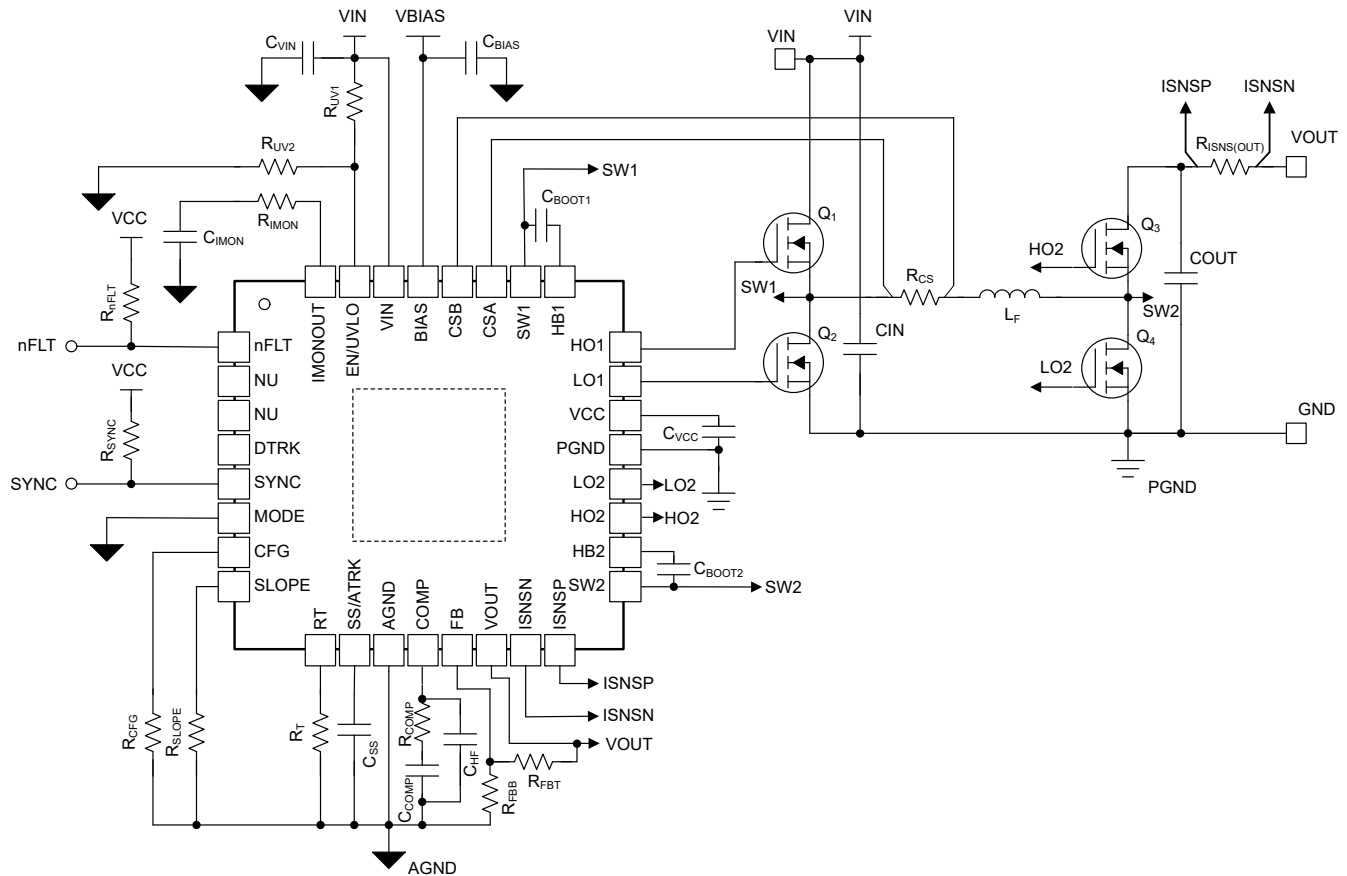 VIN
VBIAS
VIN
VIN
CVIN
CBIAS
RUV1
ISNSP
ISNSN
RISNS(OUT)
VOUT
RUV2
SW1
CBOOT1
VCC
RIMON
CIMON
Q1
Q3
HO2
COUT
RnFLT
SW1
RCS
LF
SW2
IMONOUT
EN/UVLO
VIN
BIAS
CSB
CSA
SW1
HB1
nFLT
nFLT
HO1
Q2
CIN
Q4
NU
LO1
LO2
VCC
NU
VCC
CVCC
GND
RSYNC
DTRK
PGND
SYNC
SYNC
LO2
LO2
PGND
MODE
HO2
HO2
CFG
HB2
CBOOT2
SLOPE
SW2
SW2
RT
SS/ATRK
AGND
COMP
FB
VOUT
ISNSN
ISNSP
ISNSP
ISNSN
RCFG
RSLOPE
RT
CSS
RCOMP
CHF
VOUT
CCOMP
RFBB
RFBT
AGND